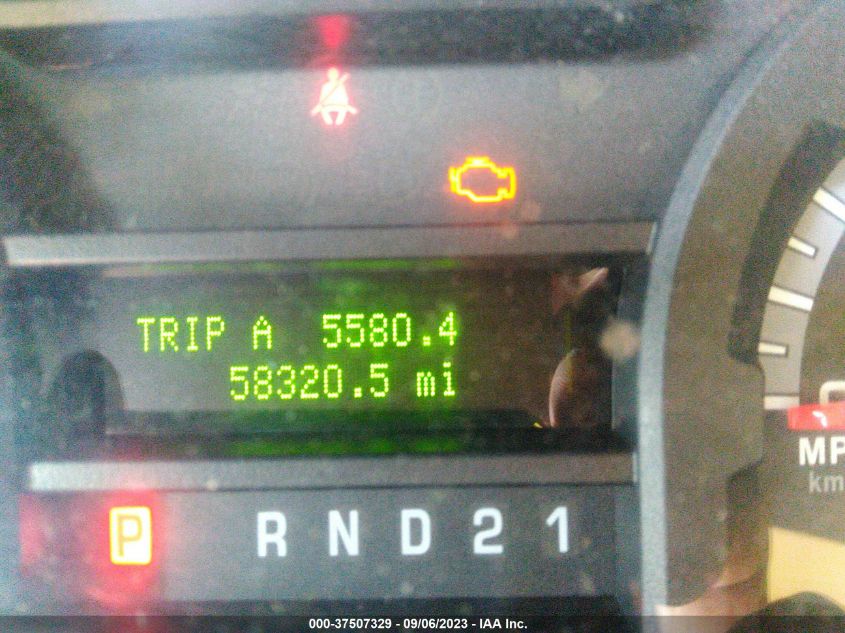 TRIP A 5580.4
58320.5 mi
P R N D 2 1
000-37507329 - 09/06/2023 - IAA Inc.